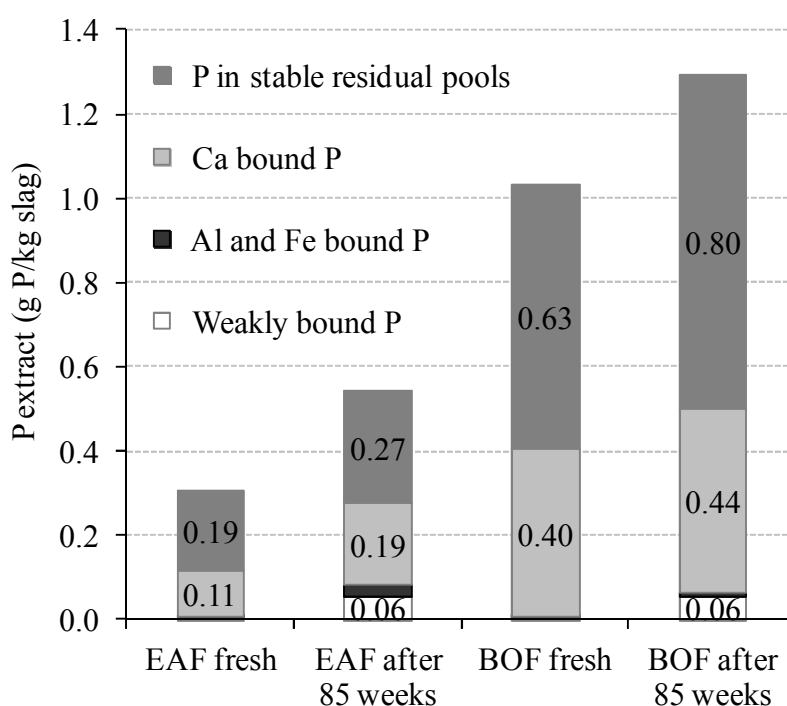 1.4
1.2
1.0
0.8
0.6
0.4
0.2
0.0
P extract (g P/kg slag)
P in stable residual pools
Ca bound P
Al and Fe bound P
Weakly bound P
0.19
0.11
0.27
0.19
0.06
0.63
0.40
0.80
0.44
0.06
EAF fresh
EAF after
85 weeks
BOF fresh
BOF after
85 weeks